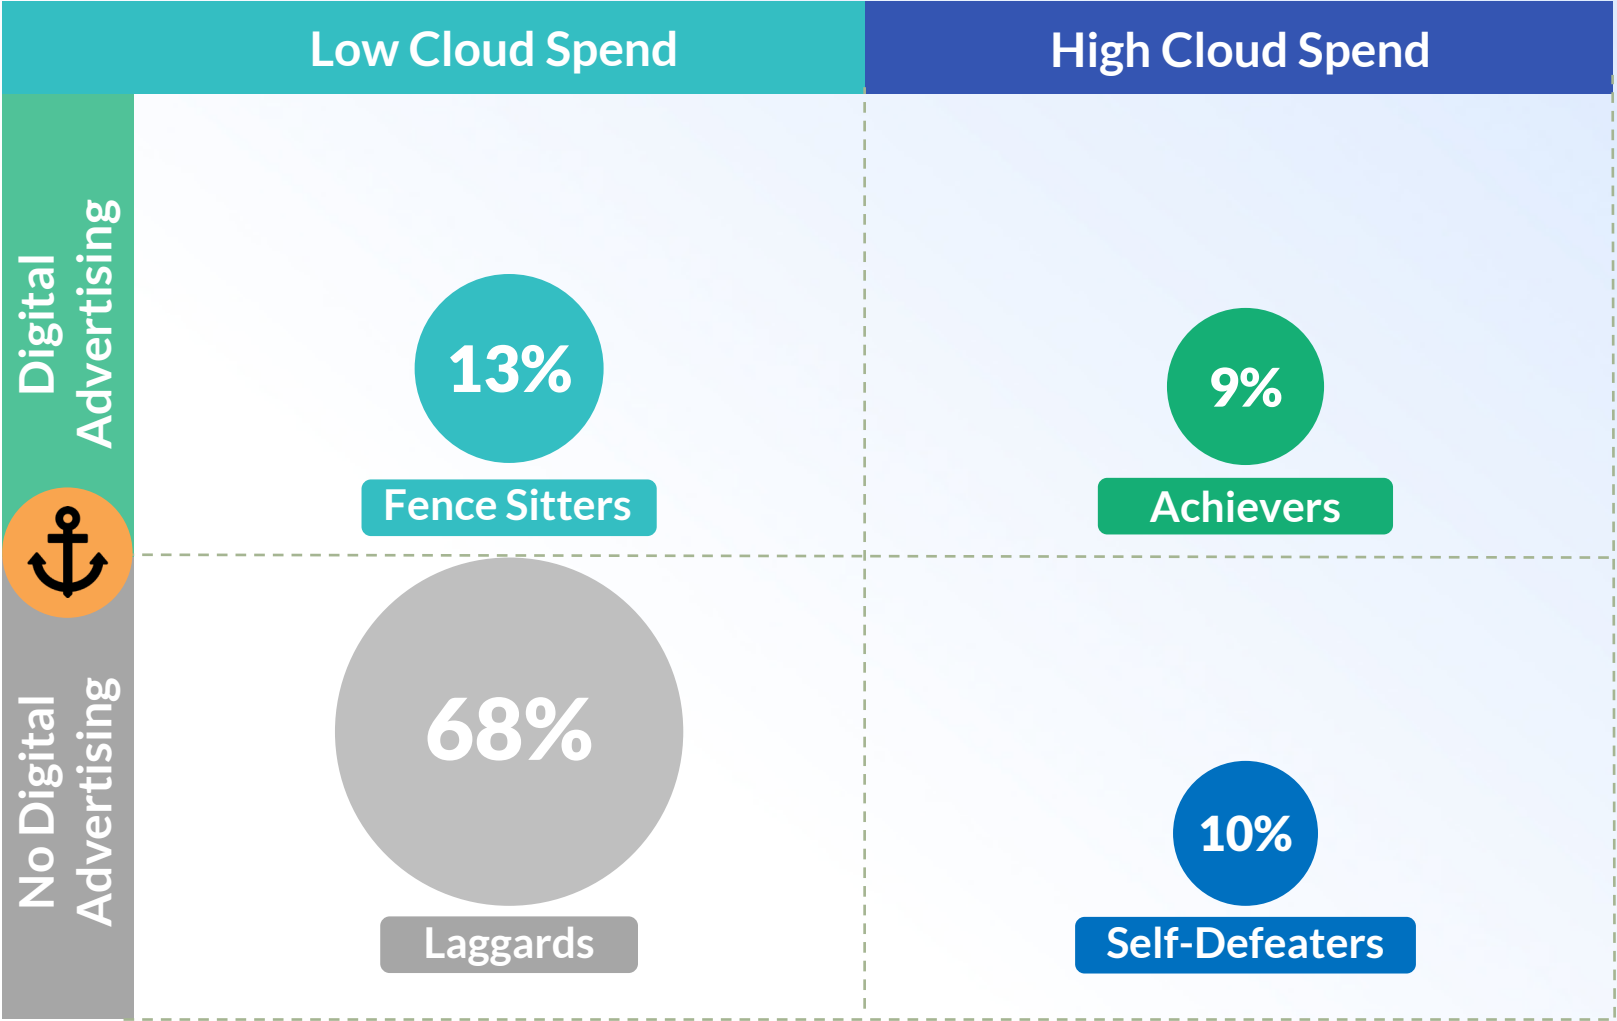 Low Cloud Spend
High Cloud Spend
Digital
Advertising
13%
Fence Sitters
9%
Achievers
No Digital
Advertising
68%
Laggards
10%
Self-Defeaters